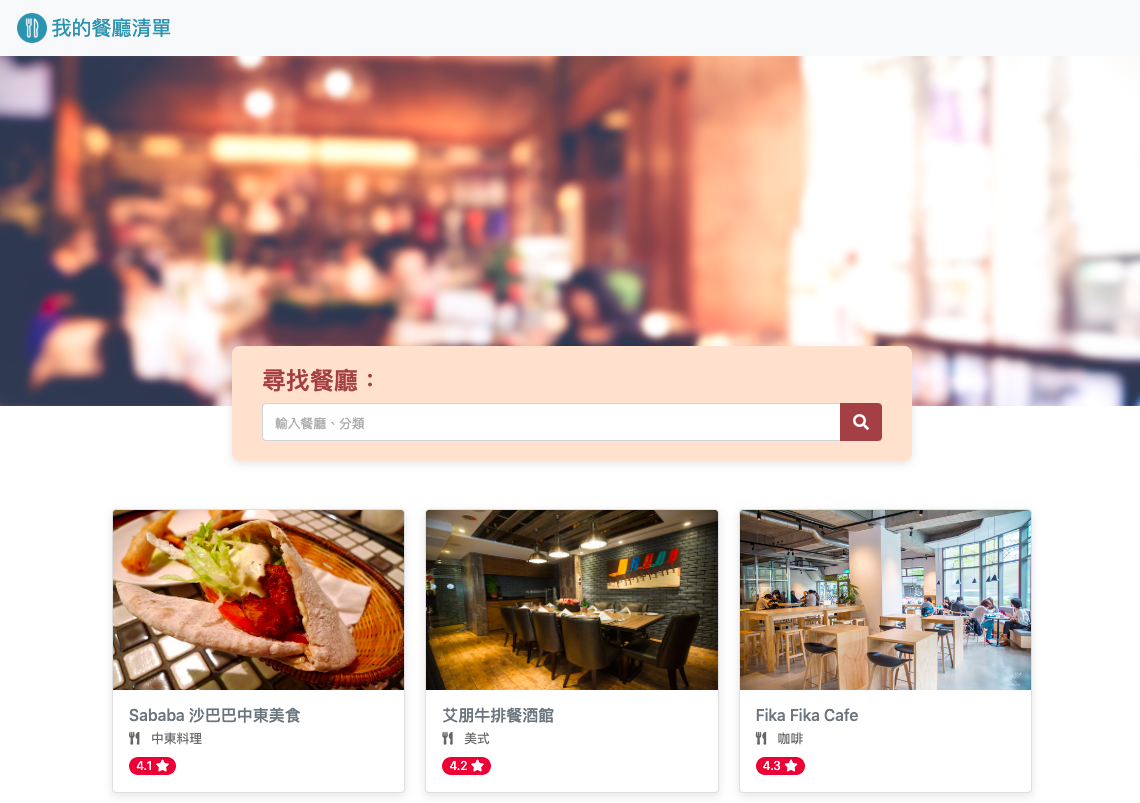 我的餐廳清單
尋找餐廳：
輸入餐廳、分類
Sababa 沙巴巴中東美食
中東料理
4.1
艾朋牛排餐酒館
美式
4.2
Fika Fika Cafe
咖啡
4.3